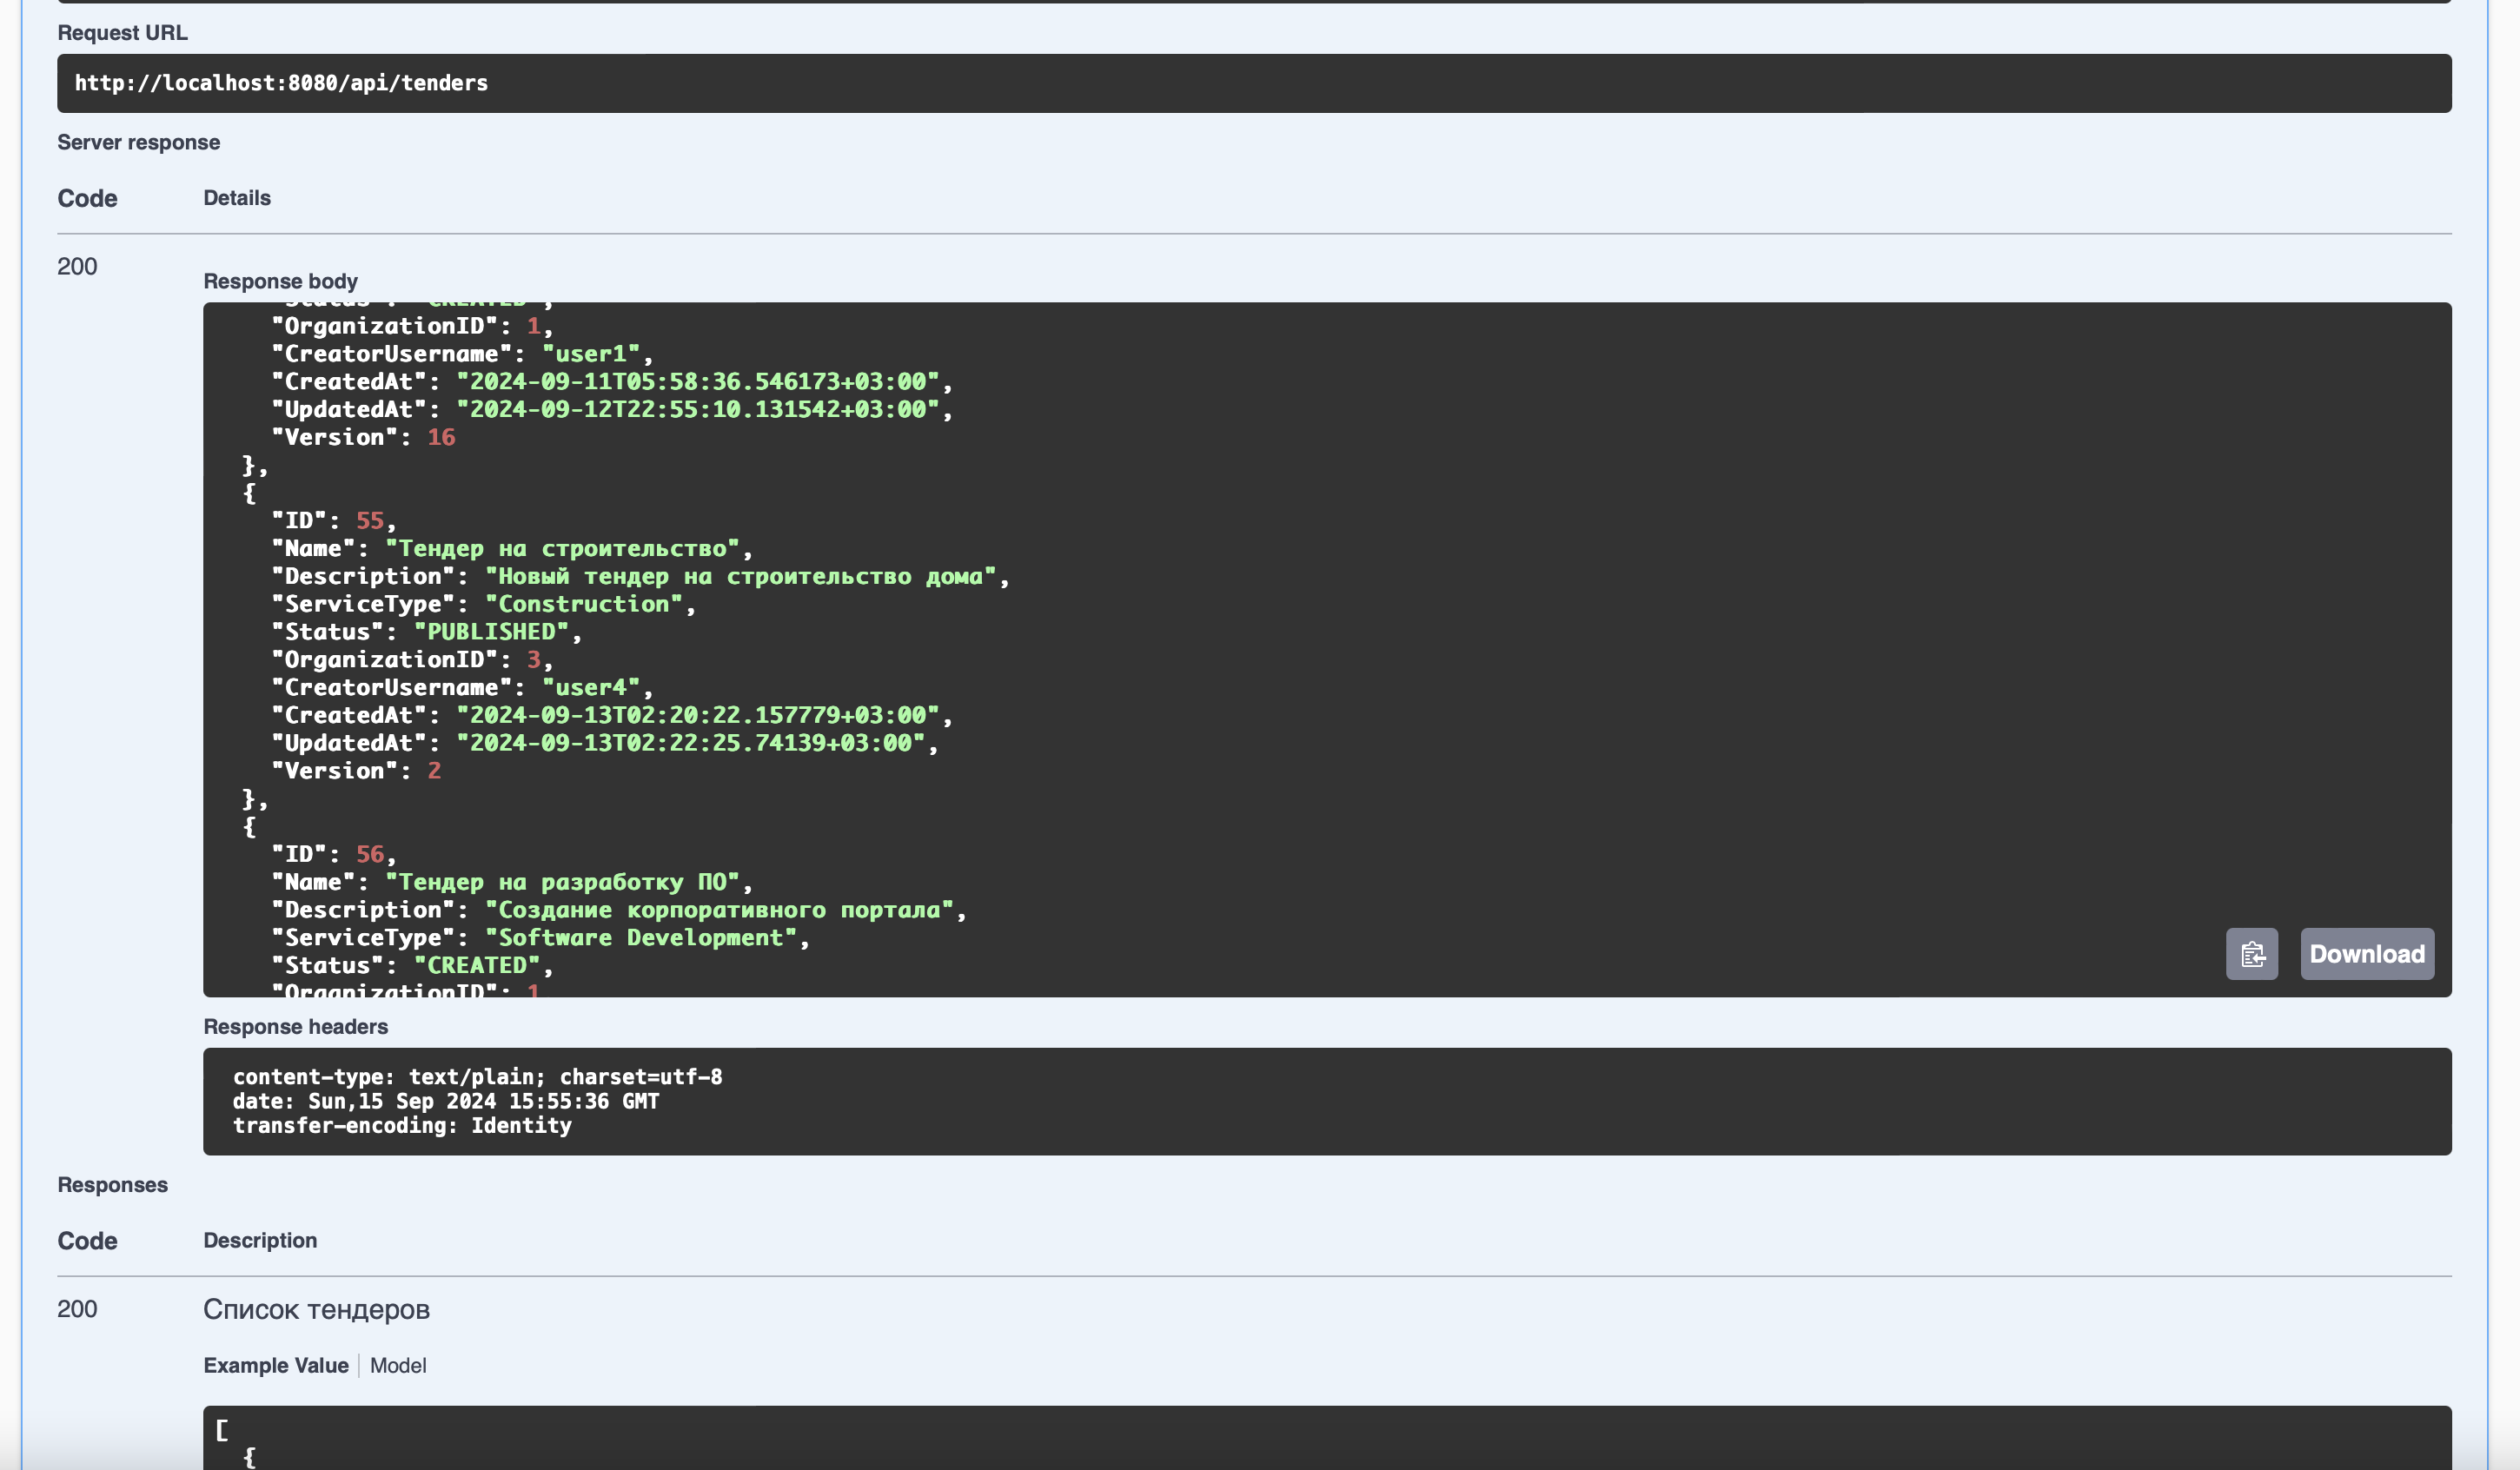 Request URL
http://localhost:8080/api/tenders
Server response
Code Details
200
Response body
"Status": "CREATED",
"OrganizationID": 1,
"CreatorUsername": "user1",
"CreatedAt": "2024-09-11T05:58:36.546173+03:00",
"UpdatedAt": "2024-09-12T22:55:10.131542+03:00",
"Version": 16
},
{
"ID": 55,
"Name": "Тендер на строительство",
"Description": "Новый тендер на строительство дома",
"ServiceType": "Construction",
"Status": "PUBLISHED",
"OrganizationID": 3,
"CreatorUsername": "user4",
"CreatedAt": "2024-09-13T02:20:22.157779+03:00",
"UpdatedAt": "2024-09-13T02:22:25.74139+03:00",
"Version": 2
},
{
"ID": 56,
"Name": "Тендер на разработку ПО",
"Description": "Создание корпоративного портала",
"ServiceType": "Software Development",
"Status": "CREATED",
"OrganizationID": 1
Download
Response headers
content-type: text/plain; charset=utf-8
date: Sun,15 Sep 2024 15:55:36 GMT
transfer-encoding: Identity
Responses
Code Description
200 Список тендеров
Example Value Model
[
{